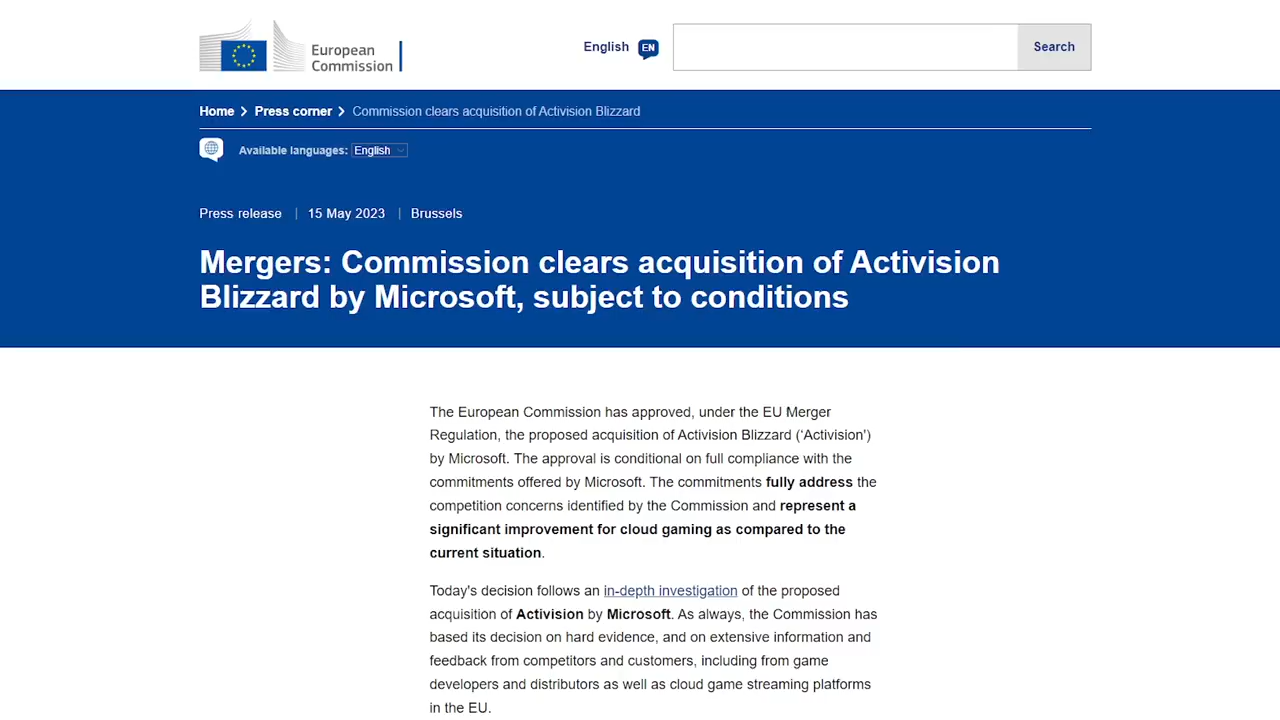 European
Commission
English EN
Search
Home Press corner Commission clears acquisition of Activision Blizzard
Available languages: English
Press release | 15 May 2023 | Brussels
Mergers: Commission clears acquisition of Activision
Blizzard by Microsoft, subject to conditions
The European Commission has approved, under the EU Merger
Regulation, the proposed acquisition of Activision Blizzard (‘Activision’)
by Microsoft. The approval is conditional on full compliance with the
commitments offered by Microsoft. The commitments fully address the
competition concerns identified by the Commission and represent a
significant improvement for cloud gaming as compared to the
current situation.
Today's decision follows an in-depth investigation of the proposed
acquisition of Activision by Microsoft. As always, the Commission has
based its decision on hard evidence, and on extensive information and
feedback from competitors and customers, including from game
developers and distributors as well as cloud game streaming platforms
in the EU.